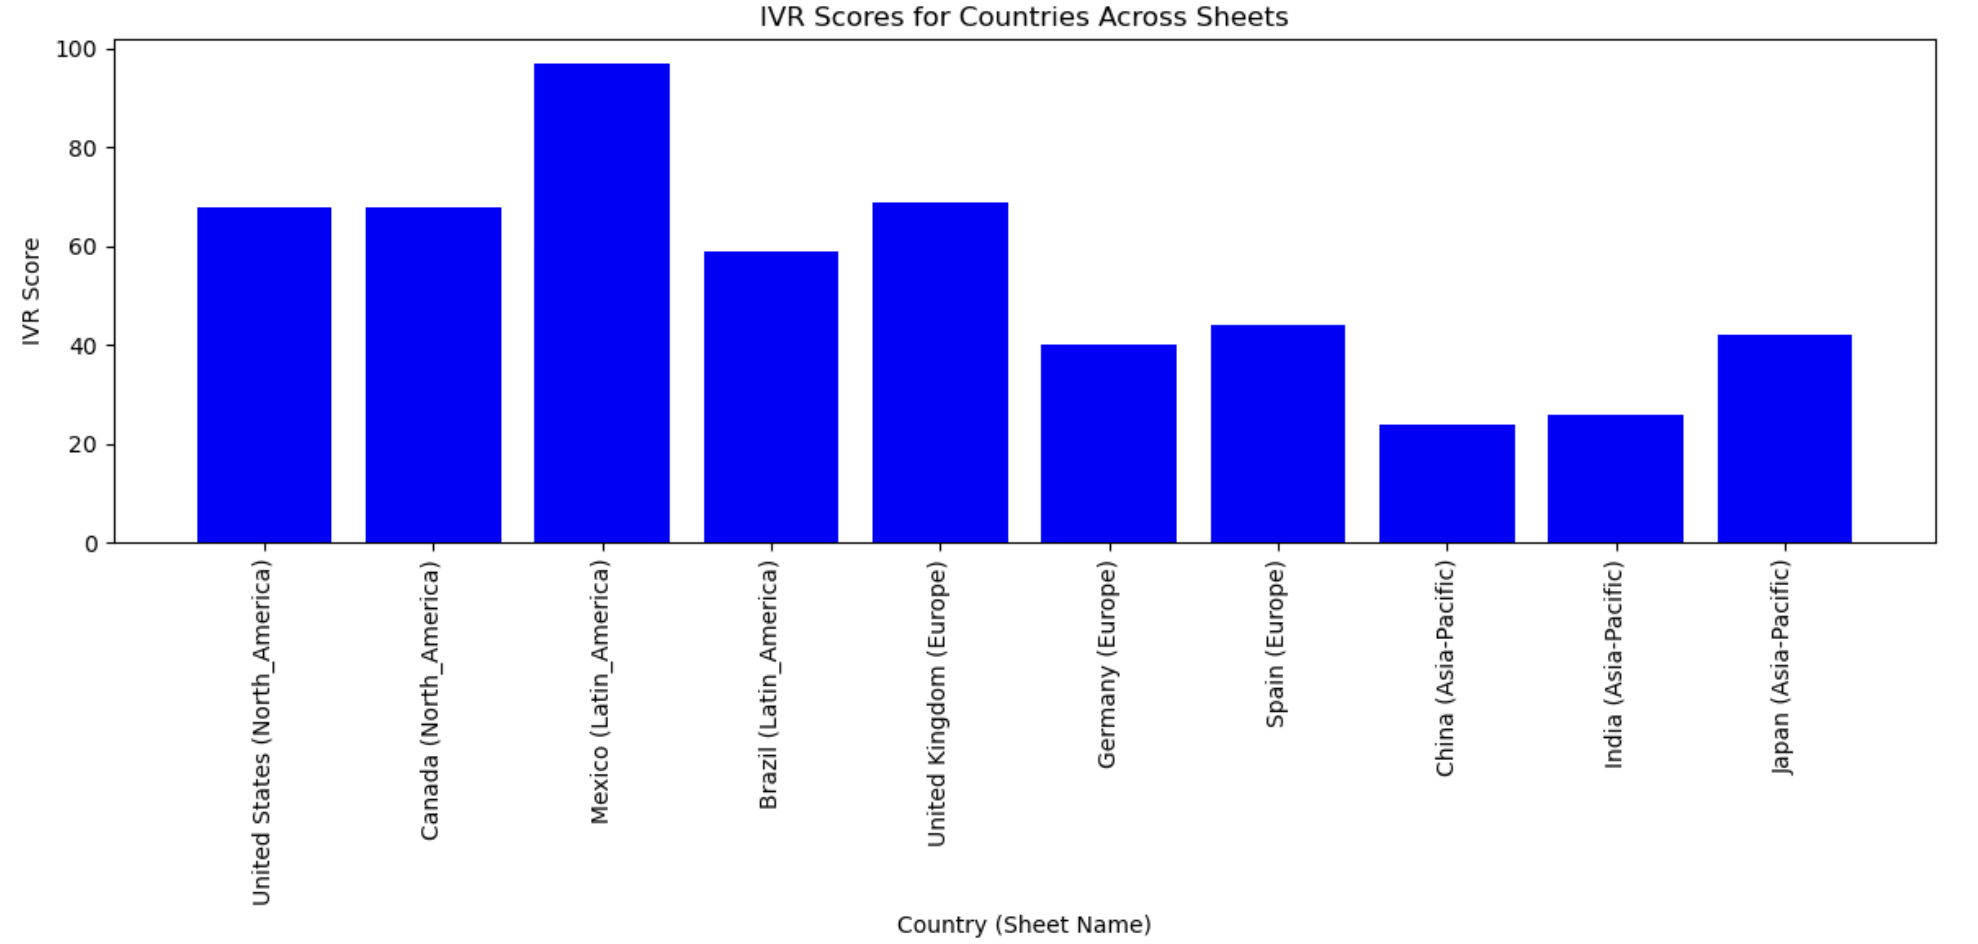 IVR Scores for Countries Across Sheets
IVR Score
100
80
60
40
20
0
United States (North_America)
Canada (North_America)
Mexico (Latin_America)
Brazil (Latin_America)
United Kingdom (Europe)
Germany (Europe)
Spain (Europe)
China (Asia-Pacific)
India (Asia-Pacific)
Japan (Asia-Pacific)
Country (Sheet Name)